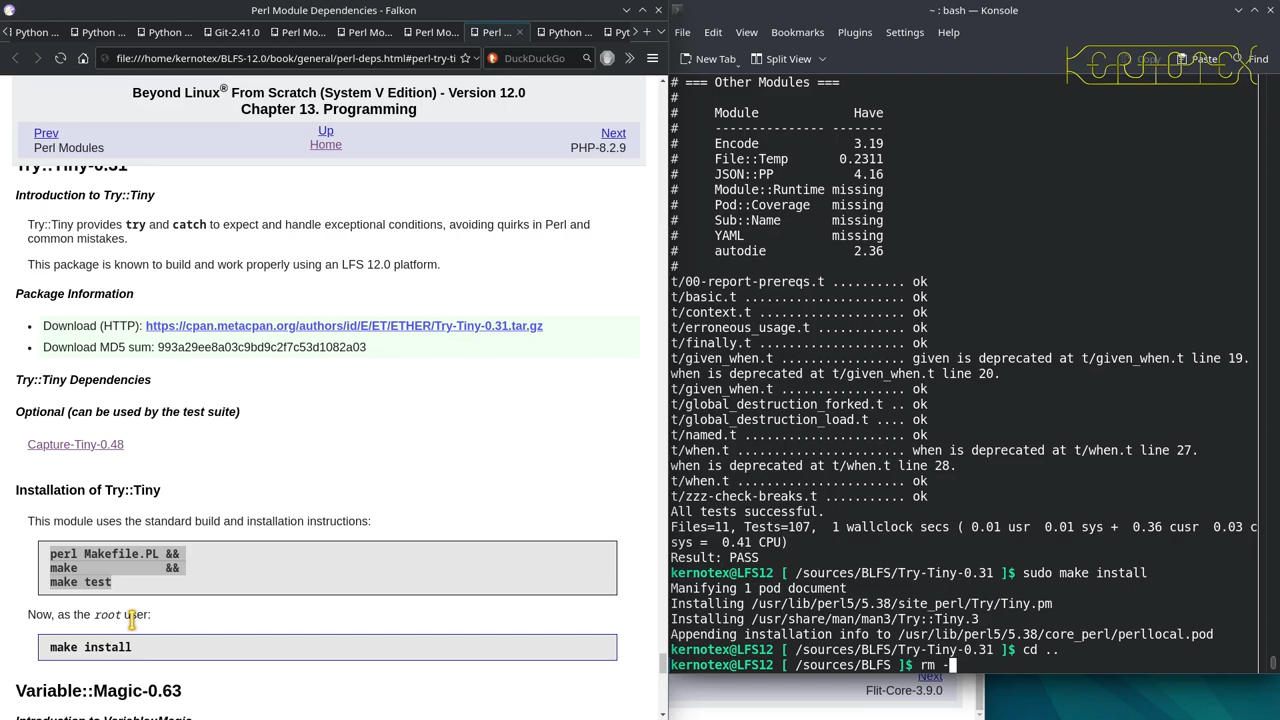 Perl Module Dependencies - Falkon
Python ...
Python ...
Python ...
Git-2.41.0
Perl Mo...
Perl Mo...
Perl Mo...
Perl ...
Python ...
Pyt
file:///home/kernotex/BLFS-12.0/book/general/perl-deps.html#perl-try-ti
DuckDuckGo
Beyond Linux® From Scratch (System V Edition) - Version 12.0
Chapter 13. Programming
Prev
Up
Next
Perl Modules
Home
PHP-8.2.9
Try::Tiny-0.31
Introduction to Try::Tiny
Try::Tiny provides try and catch to expect and handle exceptional conditions, avoiding quirks in Perl and
common mistakes.
This package is known to build and work properly using an LFS 12.0 platform.
Package Information
• Download (HTTP): https://cpan.metacpan.org/authors/id/E/ET/ETHER/Try-Tiny-0.31.tar.gz
• Download MD5 sum: 993a29ee8a03c9bd9c2f7c53d1082a03
Try::Tiny Dependencies
Optional (can be used by the test suite)
Capture-Tiny-0.48
Installation of Try::Tiny
This module uses the standard build and installation instructions:
perl Makefile.PL &&
make             &&
make test
Now, as the root user:
make install
Variable::Magic-0.63
Introduction to Variable::Magic
~ : bash — Konsole
File Edit View Bookmarks Plugins Settings Help
New Tab Split View Copy Paste Find
KERNOTEX
# === Other Modules ===
#
#     Module          Have
#     --------------- -------
#     Encode          3.19
#     File::Temp      0.2311
#     JSON::PP        4.16
#     Module::Runtime missing
#     Pod::Coverage   missing
#     Sub::Name       missing
#     YAML            missing
#     autodie         2.36
#
t/00-report-prereqs.t .......... ok
t/basic.t ...................... ok
t/context.t .................... ok
t/erroneous_usage.t ............ ok
t/finally.t .................... ok
t/given_when.t ................. given is deprecated at t/given_when.t line 19.
when is deprecated at t/given_when.t line 20.
t/given_when.t ................. ok
t/global_destruction_forked.t .. ok
t/global_destruction_load.t .... ok
t/named.t ...................... ok
t/when.t ....................... when is deprecated at t/when.t line 27.
when is deprecated at t/when.t line 28.
t/when.t ....................... ok
t/zzz-check-breaks.t ........... ok
All tests successful.
Files=11, Tests=107,  1 wallclock secs ( 0.01 usr  0.01 sys +  0.36 cusr  0.03 c
sys =  0.41 CPU)
Result: PASS
kernotex@LFS12 [ /sources/BLFS/Try-Tiny-0.31 ]$ sudo make install
Manifying 1 pod document
Installing /usr/lib/perl5/5.38/site_perl/Try/Tiny.pm
Installing /usr/share/man/man3/Try::Tiny.3
Appending installation info to /usr/lib/perl5/5.38/core_perl/perllocal.pod
kernotex@LFS12 [ /sources/BLFS/Try-Tiny-0.31 ]$ cd ..
kernotex@LFS12 [ /sources/BLFS ]$ rm -
Next
Flit-Core-3.9.0